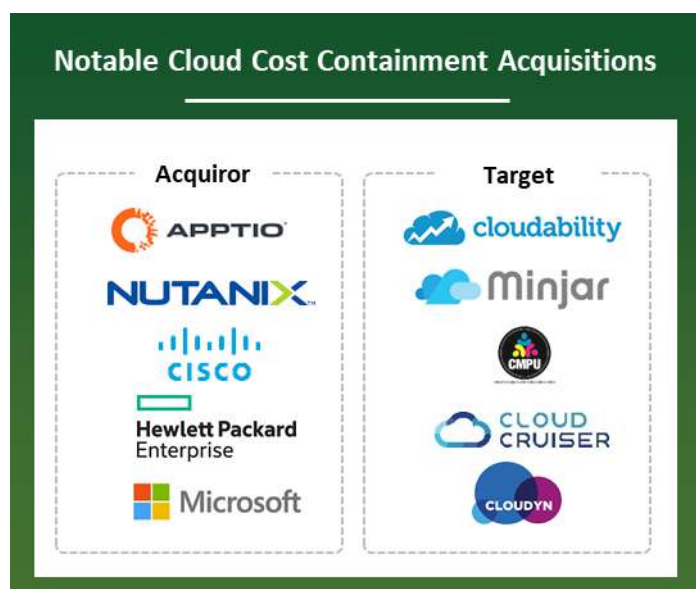 Notable Cloud Cost Containment Acquisitions
Acquiror
Target
APPTIO
cloudability
NUTANIX
Minjar
CISCO
CMPU
Hewlett Packard
Enterprise
CLOUD
CRUISER
Microsoft
CLOUDYN